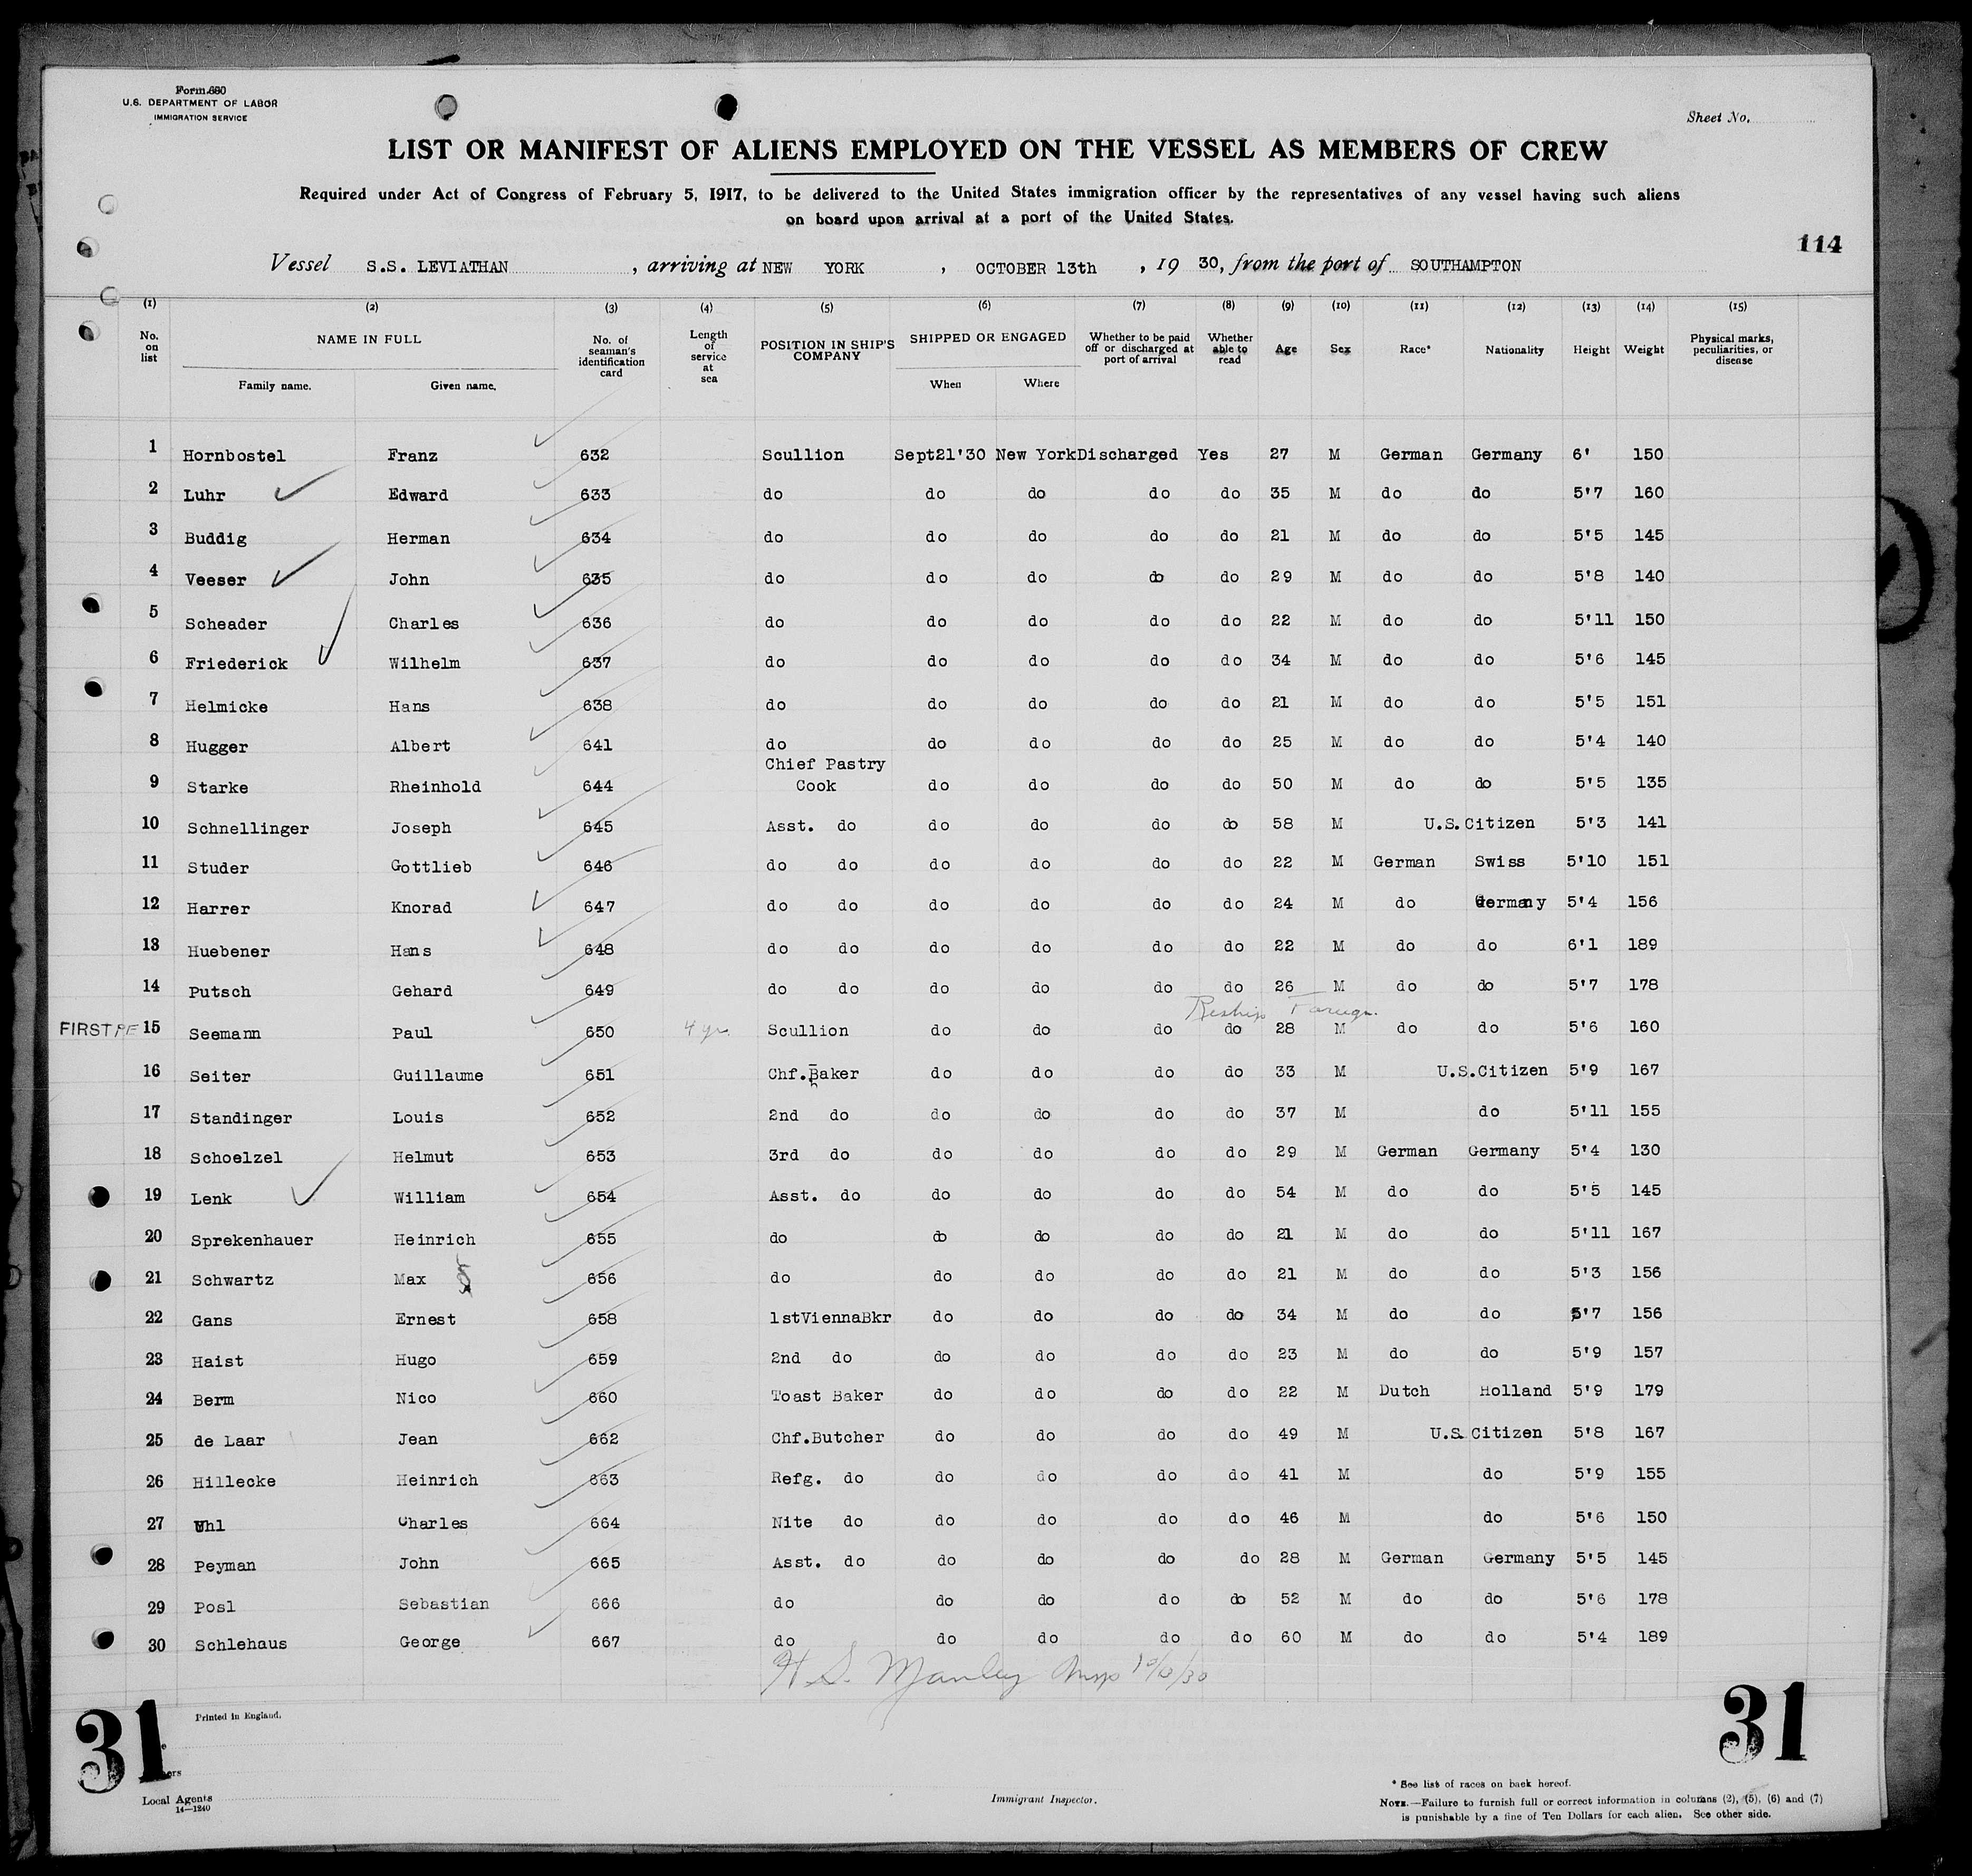 Form 680
U.S. DEPARTMENT OF LABOR
IMMIGRATION SERVICE
Sheet No.
LIST OR MANIFEST OF ALIENS EMPLOYED ON THE VESSEL AS MEMBERS OF CREW
Required under Act of Congress of February 5, 1917, to be delivered to the United States immigration officer by the representatives of any vessel having such aliens
on board upon arrival at a port of the United States.
114
Vessel S.S. LEVIATHAN, arriving at NEW YORK, OCTOBER 13th, 1930, from the port of SOUTHAMPTON
(1) (2) (3) (4) (5) (6) (7) (8) (9) (10) (11) (12) (13) (14) (15)
No. on list NAME IN FULL Family name. Given name. No. of seaman's identification card Length of service at sea POSITION IN SHIP'S COMPANY SHIPPED OR ENGAGED When Where Whether to be paid off or discharged at port of arrival Whether able to read Age Sex Race* Nationality Height Weight Physical marks, peculiarities, or disease
1 Hornbostel Franz 632 Scullion Sept21'30 New York Discharged Yes 27 M German Germany 6' 150
2 Luhr Edward 633 do do do do do 35 M do do 5'7 160
3 Buddig Herman 634 do do do do do 21 M do do 5'5 145
4 Veeser John 635 do do do do do 29 M do do 5'8 140
5 Scheader Charles 636 do do do do do 22 M do do 5'11 150
6 Friederick Wilhelm 637 do do do do do 34 M do do 5'6 145
7 Helmicke Hans 638 do do do do do 21 M do do 5'5 151
8 Hugger Albert 641 do do do do do 25 M do do 5'4 140
9 Starke Rheinhold 644 Chief Pastry Cook do do do do 50 M do do 5'5 135
10 Schnellinger Joseph 645 Asst. do do do do do 58 M U.S.Citizen 5'3 141
11 Studer Gottlieb 646 do do do do do do 22 M German Swiss 5'10 151
12 Harrer Knorad 647 do do do do do do 24 M do Germany 5'4 156
13 Huebener Hans 648 do do do do do do 22 M do do 6'1 189
14 Putsch Gehard 649 do do do do do do 26 M do do 5'7 178
Reship Foreign.
FIRST PE 15 Seemann Paul 650 4 yr. Scullion do do do do 28 M do do 5'6 160
16 Seiter Guillaume 651 Chf.Baker do do do do 33 M U.S.Citizen 5'9 167
17 Standinger Louis 652 2nd do do do do do 37 M do 5'11 155
18 Schoelzel Helmut 653 3rd do do do do do 29 M German Germany 5'4 130
19 Lenk William 654 Asst. do do do do do 54 M do do 5'5 145
20 Sprekenhauer Heinrich 655 do do do do do 21 M do do 5'11 167
21 Schwartz Max 656 do do do do do 21 M do do 5'3 156
22 Gans Ernest 658 1stViennaBkr do do do do 34 M do do 5'7 156
23 Haist Hugo 659 2nd do do do do do 23 M do do 5'9 157
24 Berm Nico 660 Toast Baker do do do do 22 M Dutch Holland 5'9 179
25 de Laar Jean 662 Chf.Butcher do do do do 49 M U.S.Citizen 5'8 167
26 Hillecke Heinrich 663 Refg. do do do do do 41 M do 5'9 155
27 Uhl Charles 664 Nite do do do do do 46 M do 5'6 150
28 Peyman John 665 Asst. do do do do do 28 M German Germany 5'5 145
29 Posl Sebastian 666 do do do do do 52 M do do 5'6 178
30 Schlehaus George 667 do do do do do 60 M do do 5'4 189
H. S. Manley 10/13/30
31 31
Printed in England.
Local Agents
14—1240
Immigrant Inspector.
* See list of races on back hereof.
NOTE.—Failure to furnish full or correct information in columns (2), (5), (6) and (7)
is punishable by a fine of Ten Dollars for each alien. See other side.